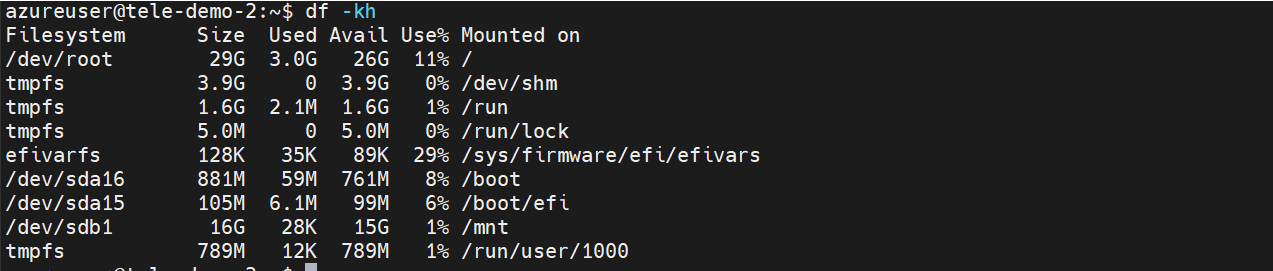 azureuser@tele-demo-2:~$ df -kh
Filesystem      Size  Used Avail Use% Mounted on
/dev/root        29G  3.0G   26G  11% /
tmpfs           3.9G     0  3.9G   0% /dev/shm
tmpfs           1.6G  2.1M  1.6G   1% /run
tmpfs           5.0M     0  5.0M   0% /run/lock
efivarfs        128K   35K   89K  29% /sys/firmware/efi/efivars
/dev/sda16      881M   59M  761M   8% /boot
/dev/sda15      105M  6.1M   99M   6% /boot/efi
/dev/sdb1        16G   28K   15G   1% /mnt
tmpfs           789M   12K  789M   1% /run/user/1000
azureuser@tele-demo-2:~$